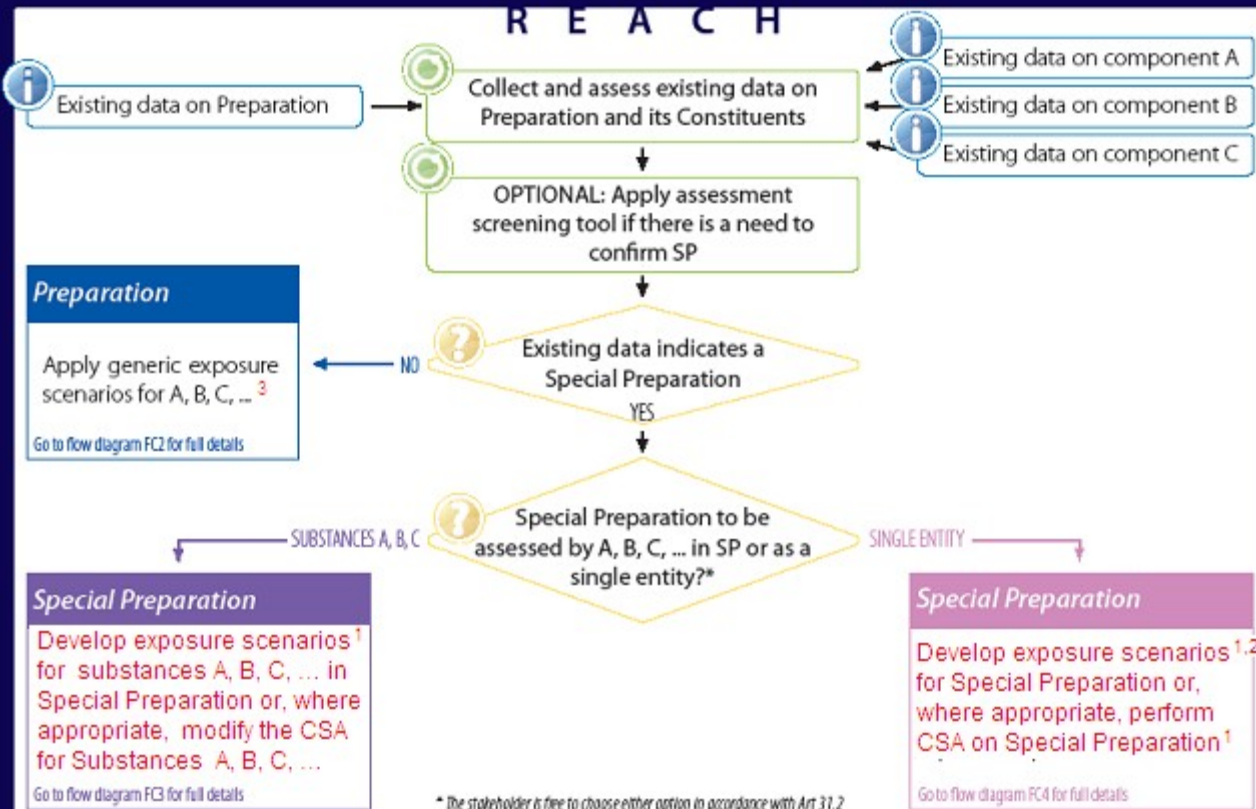 R E A C H
Existing data on Preparation
Collect and assess existing data on
Preparation and its Constituents
Existing data on component A
Existing data on component B
Existing data on component C
OPTIONAL: Apply assessment
screening tool if there is a need to
confirm SP
Existing data indicates a
Special Preparation
NO
YES
Preparation
Apply generic exposure
scenarios for A, B, C, ... 3
Go to flow diagram FC2 for full details
Special Preparation to be
assessed by A, B, C, ... in SP or as a
single entity?*
SUBSTANCES A, B, C
SINGLE ENTITY
Special Preparation
Develop exposure scenarios 1
for substances A, B, C, ... in
Special Preparation or, where
appropriate, modify the CSA
for Substances A, B, C, ...
Go to flow diagram FC3 for full details
Special Preparation
Develop exposure scenarios 1,2
for Special Preparation or,
where appropriate, perform
CSA on Special Preparation 1
Go to flow diagram FC4 for full details
* The stakeholder is free to choose either option in accordance with Art 31.2